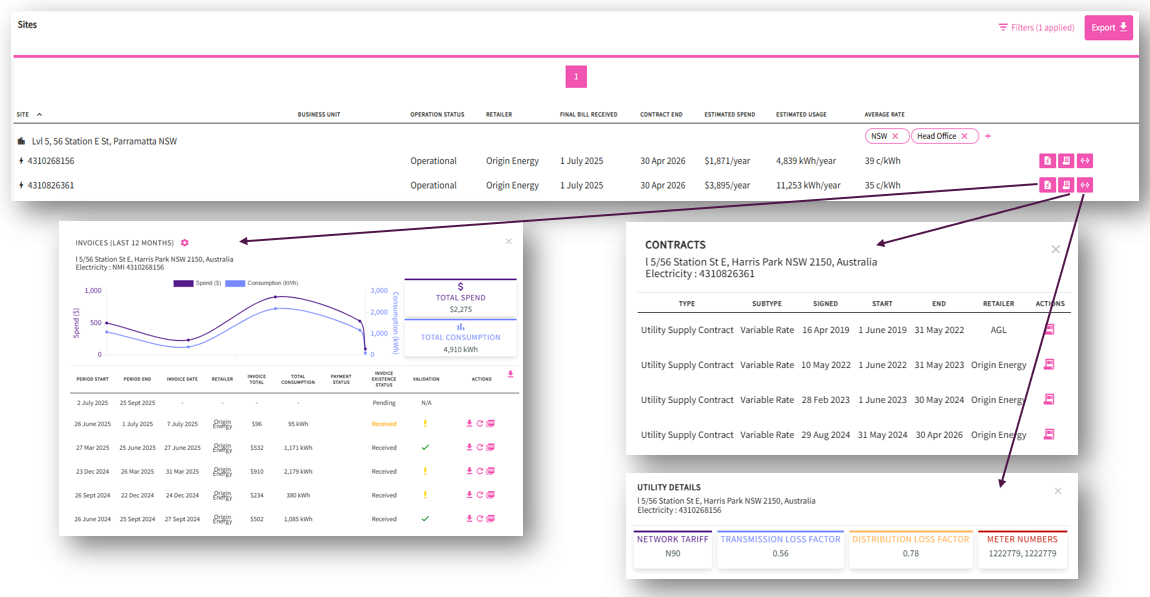 Sites
Filters (1 applied)
Export
1
SITE BUSINESS UNIT OPERATION STATUS RETAILER FINAL BILL RECEIVED CONTRACT END ESTIMATED SPEND ESTIMATED USAGE AVERAGE RATE
Lvl 5, 56 Station E St, Parramatta NSW NSW × Head Office × +
4310268156 Operational Origin Energy 1 July 2025 30 Apr 2026 $1,871/year 4,839 kWh/year 39 c/kWh
4310826361 Operational Origin Energy 1 July 2025 30 Apr 2026 $3,895/year 11,253 kWh/year 35 c/kWh
INVOICES (LAST 12 MONTHS)
l 5/56 Station St E, Harris Park NSW 2150, Australia
Electricity : NMI 4310268156
Spend ($) Consumption (kWh)
Spend ($)
1,000
500
0
3,000
2,000
1,000
0
Consumption (kWh)
$
TOTAL SPEND
$2,275
TOTAL CONSUMPTION
4,910 kWh
PERIOD START PERIOD END INVOICE DATE RETAILER INVOICE TOTAL TOTAL CONSUMPTION PAYMENT STATUS INVOICE EXISTENCE STATUS VALIDATION ACTIONS
2 July 2025 25 Sept 2025 - - - - Pending N/A
26 June 2025 1 July 2025 7 July 2025 Origin Energy $96 95 kWh Received !
27 Mar 2025 25 June 2025 27 June 2025 Origin Energy $532 1,171 kWh Received
23 Dec 2024 26 Mar 2025 31 Mar 2025 Origin Energy $910 2,179 kWh Received !
26 Sept 2024 22 Dec 2024 24 Dec 2024 Origin Energy $234 380 kWh Received !
26 June 2024 25 Sept 2024 27 Sept 2024 Origin Energy $502 1,085 kWh Received
CONTRACTS
l 5/56 Station St E, Harris Park NSW 2150, Australia
Electricity : 4310826361
TYPE SUBTYPE SIGNED START END RETAILER ACTIONS
Utility Supply Contract Variable Rate 16 Apr 2019 1 June 2019 31 May 2022 AGL
Utility Supply Contract Variable Rate 10 May 2022 1 June 2022 31 May 2023 Origin Energy
Utility Supply Contract Variable Rate 28 Feb 2023 1 June 2023 30 May 2024 Origin Energy
Utility Supply Contract Variable Rate 29 Aug 2024 31 May 2024 30 Apr 2026 Origin Energy
UTILITY DETAILS
l 5/56 Station St E, Harris Park NSW 2150, Australia
Electricity : 4310268156
NETWORK TARIFF TRANSMISSION LOSS FACTOR DISTRIBUTION LOSS FACTOR METER NUMBERS
N90 0.56 0.78 1222779, 1222779